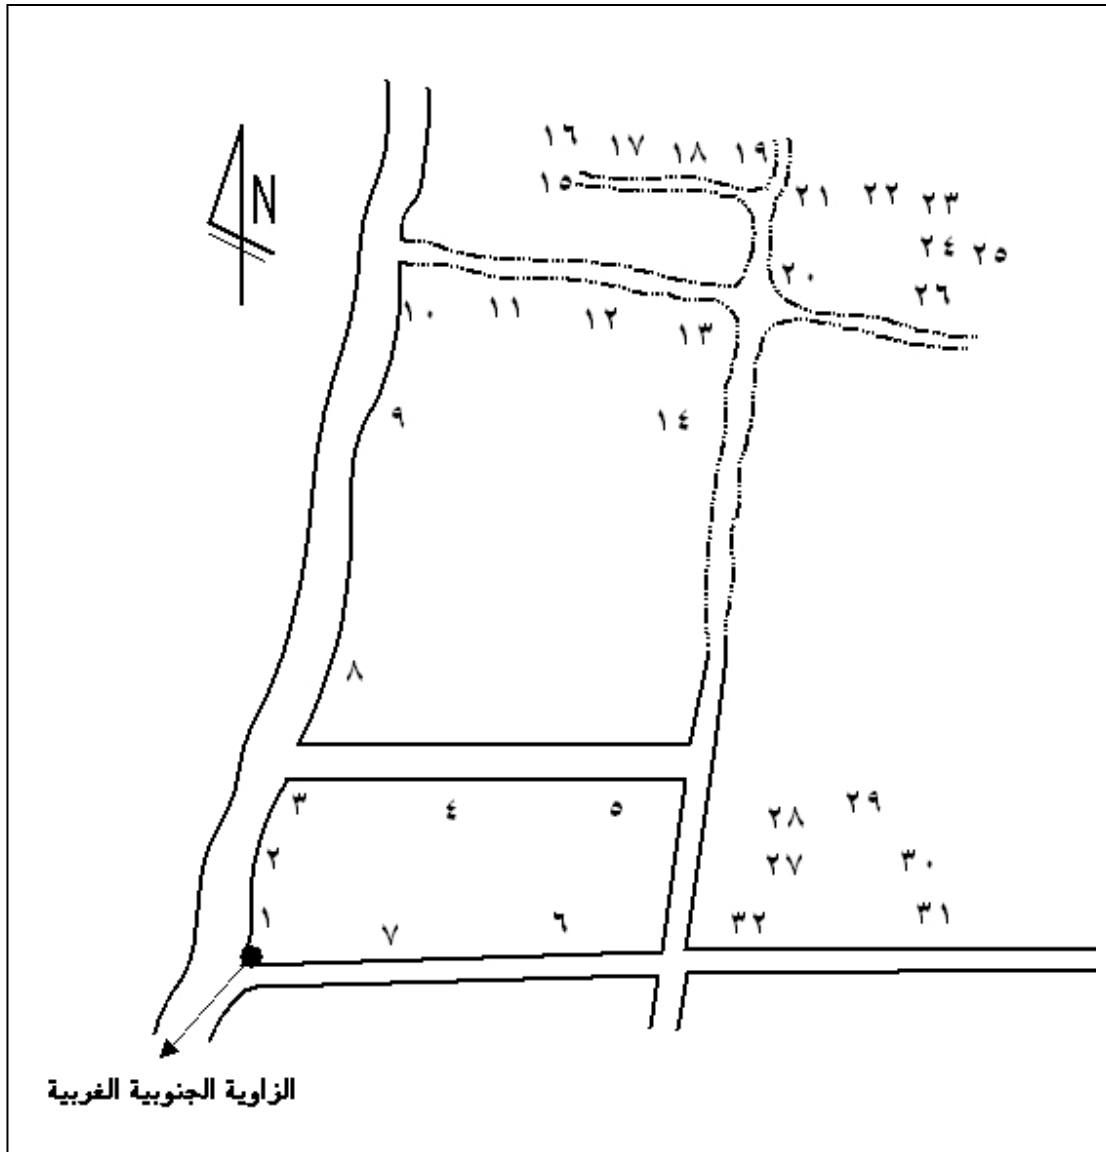 ١٦ ١٧ ١٨ ١٩
١٥ ٢١ ٢٢ ٢٣
N
٢٤ ٢٥
٢٠
٢٦
١٠ ١١ ١٢ ١٣
٩ ١٤
٨
٣ ٤ ٥ ٢٨ ٢٩
٢ ٢٧ ٣٠
١ ٧ ٦ ٣٢ ٣١
الزاوية الجنوبية الغربية